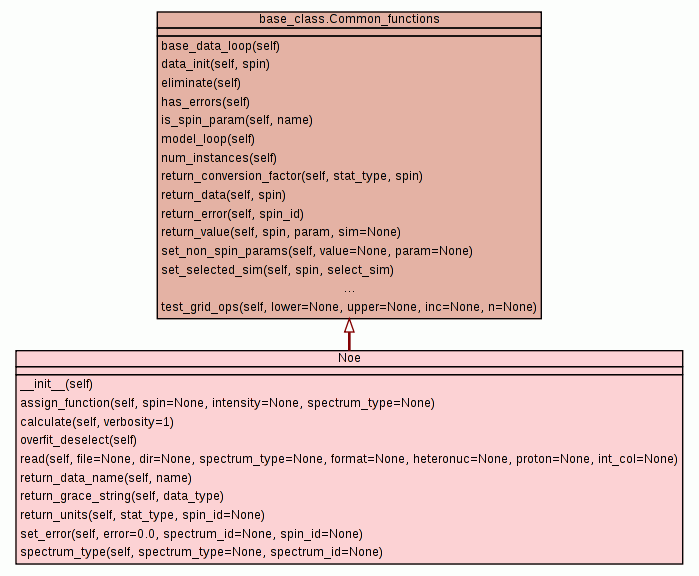 base_class.Common_functions
base_data_loop(self)
data_init(self, spin)
eliminate(self)
has_errors(self)
is_spin_param(self, name)
model_loop(self)
num_instances(self)
return_conversion_factor(self, stat_type, spin)
return_data(self, spin)
return_error(self, spin_id)
return_value(self, spin, param, sim=None)
set_non_spin_params(self, value=None, param=None)
set_selected_sim(self, spin, select_sim)
...
test_grid_ops(self, lower=None, upper=None, inc=None, n=None)
Noe
__init__(self)
assign_function(self, spin=None, intensity=None, spectrum_type=None)
calculate(self, verbosity=1)
overfit_deselect(self)
read(self, file=None, dir=None, spectrum_type=None, format=None, heteronuc=None, proton=None, int_col=None)
return_data_name(self, name)
return_grace_string(self, data_type)
return_units(self, stat_type, spin_id=None)
set_error(self, error=0.0, spectrum_id=None, spin_id=None)
spectrum_type(self, spectrum_type=None, spectrum_id=None)